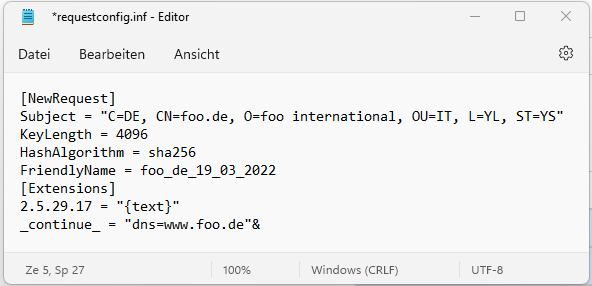 *requestconfig.inf - Editor
Datei Bearbeiten Ansicht
[NewRequest]
Subject = "C=DE, CN=foo.de, O=foo international, OU=IT, L=YL, ST=YS"
KeyLength = 4096
HashAlgorithm = sha256
FriendlyName = foo_de_19_03_2022
[Extensions]
2.5.29.17 = "{text}"
_continue_ = "dns=www.foo.de"&
Ze 5, Sp 27 100% Windows (CRLF) UTF-8